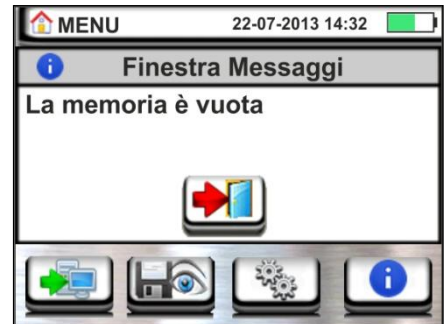 MENU 22-07-2013 14:32
Finestra Messaggi
La memoria è vuota